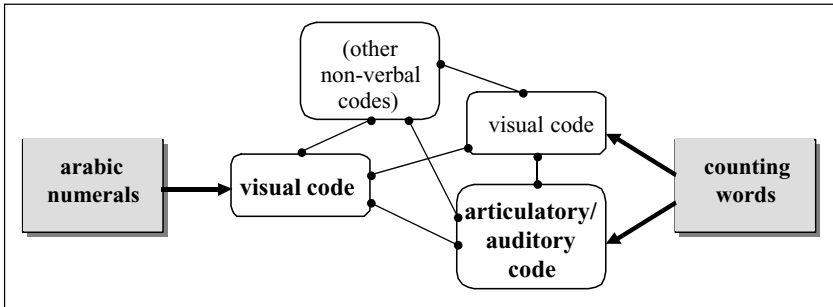 (other
non-verbal
codes)
visual code
arabic
numerals
counting
words
visual code
articulatory/
auditory
code